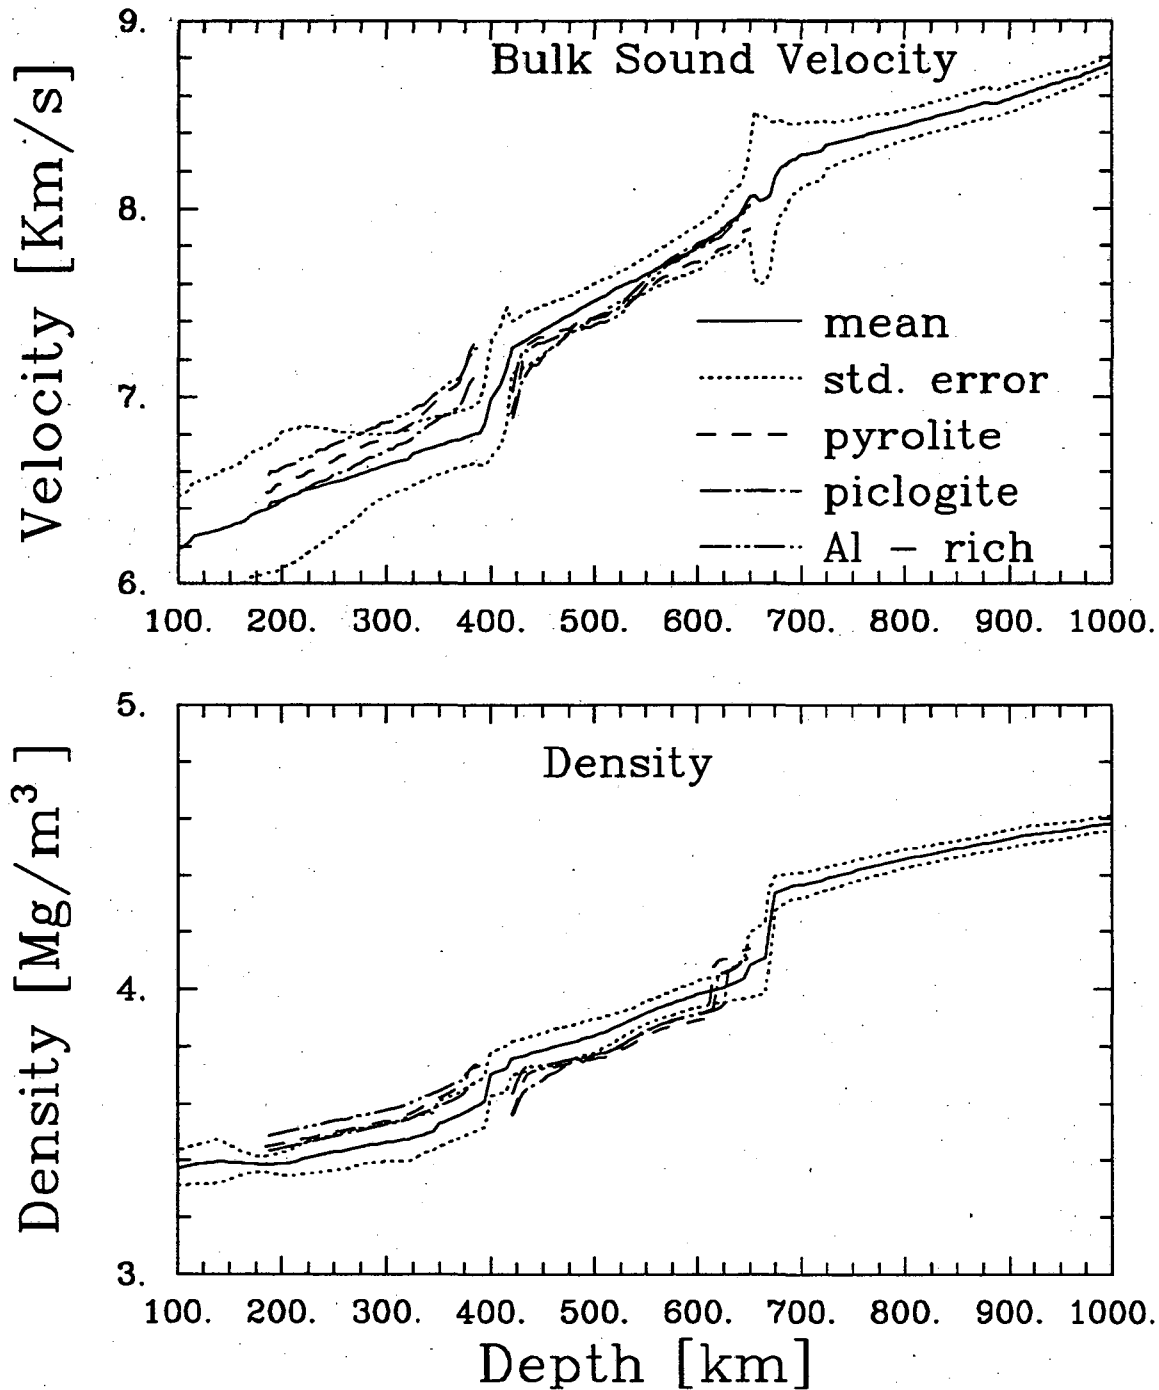 9.
8.
7.
6.
Velocity [Km/s]
Bulk Sound Velocity
mean
std. error
pyrolite
piclogite
Al - rich
100. 200. 300. 400. 500. 600. 700. 800. 900. 1000.
5.
4.
3.
Density [Mg/m³]
Density
100. 200. 300. 400. 500. 600. 700. 800. 900. 1000.
Depth [km]